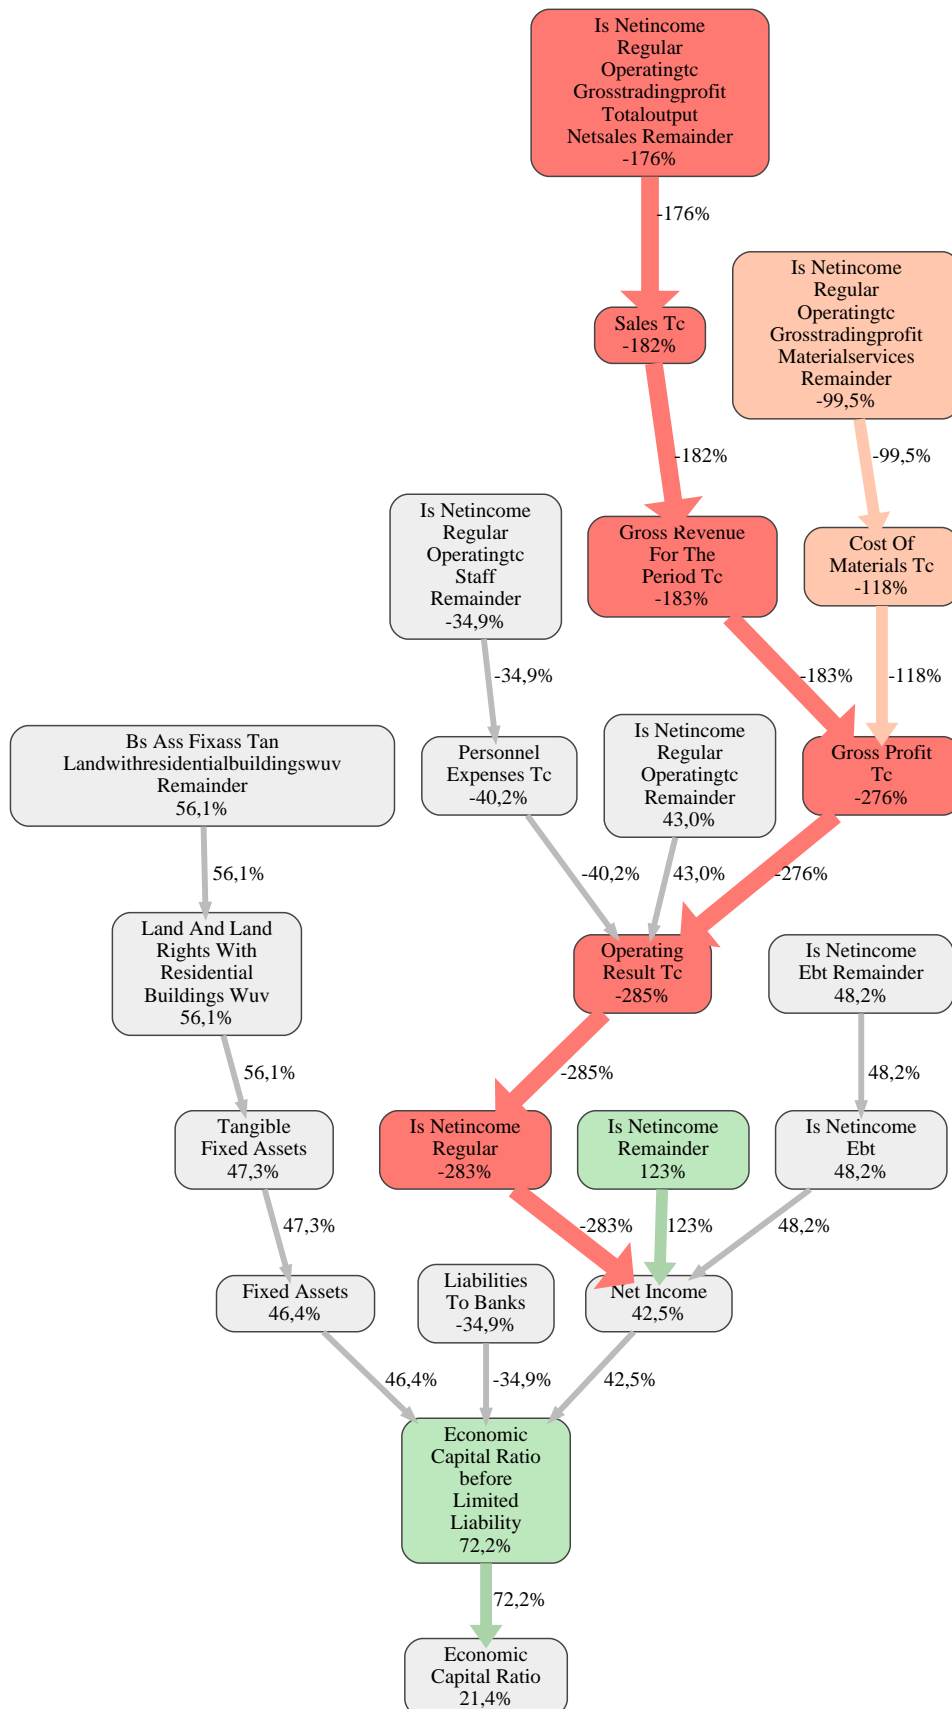 Is Netincome
Regular
Operatingtc
Grosstradingprofit
Totaloutput
Netsales Remainder
-176%
-176%
Is Netincome
Regular
Operatingtc
Grosstradingprofit
Materialservices
Remainder
-99,5%
Sales Tc
-182%
-182%
-99,5%
Is Netincome
Regular
Operatingtc
Staff
Remainder
-34,9%
Gross Revenue
For The
Period Tc
-183%
Cost Of
Materials Tc
-118%
-34,9%
-183%
-118%
Bs Ass Fixass Tan
Landwithresidentialbuildingswuv
Remainder
56,1%
Personnel
Expenses Tc
-40,2%
Is Netincome
Regular
Operatingtc
Remainder
43,0%
Gross Profit
Tc
-276%
56,1%
-40,2%
43,0%
-276%
Land And Land
Rights With
Residential
Buildings Wuv
56,1%
Operating
Result Tc
-285%
Is Netincome
Ebt Remainder
48,2%
56,1%
-285%
48,2%
Tangible
Fixed Assets
47,3%
Is Netincome
Regular
-283%
Is Netincome
Remainder
123%
Is Netincome
Ebt
48,2%
47,3%
-283%
123%
48,2%
Fixed Assets
46,4%
Liabilities
To Banks
-34,9%
Net Income
42,5%
46,4%
-34,9%
42,5%
Economic
Capital Ratio
before
Limited
Liability
72,2%
72,2%
Economic
Capital Ratio
21,4%